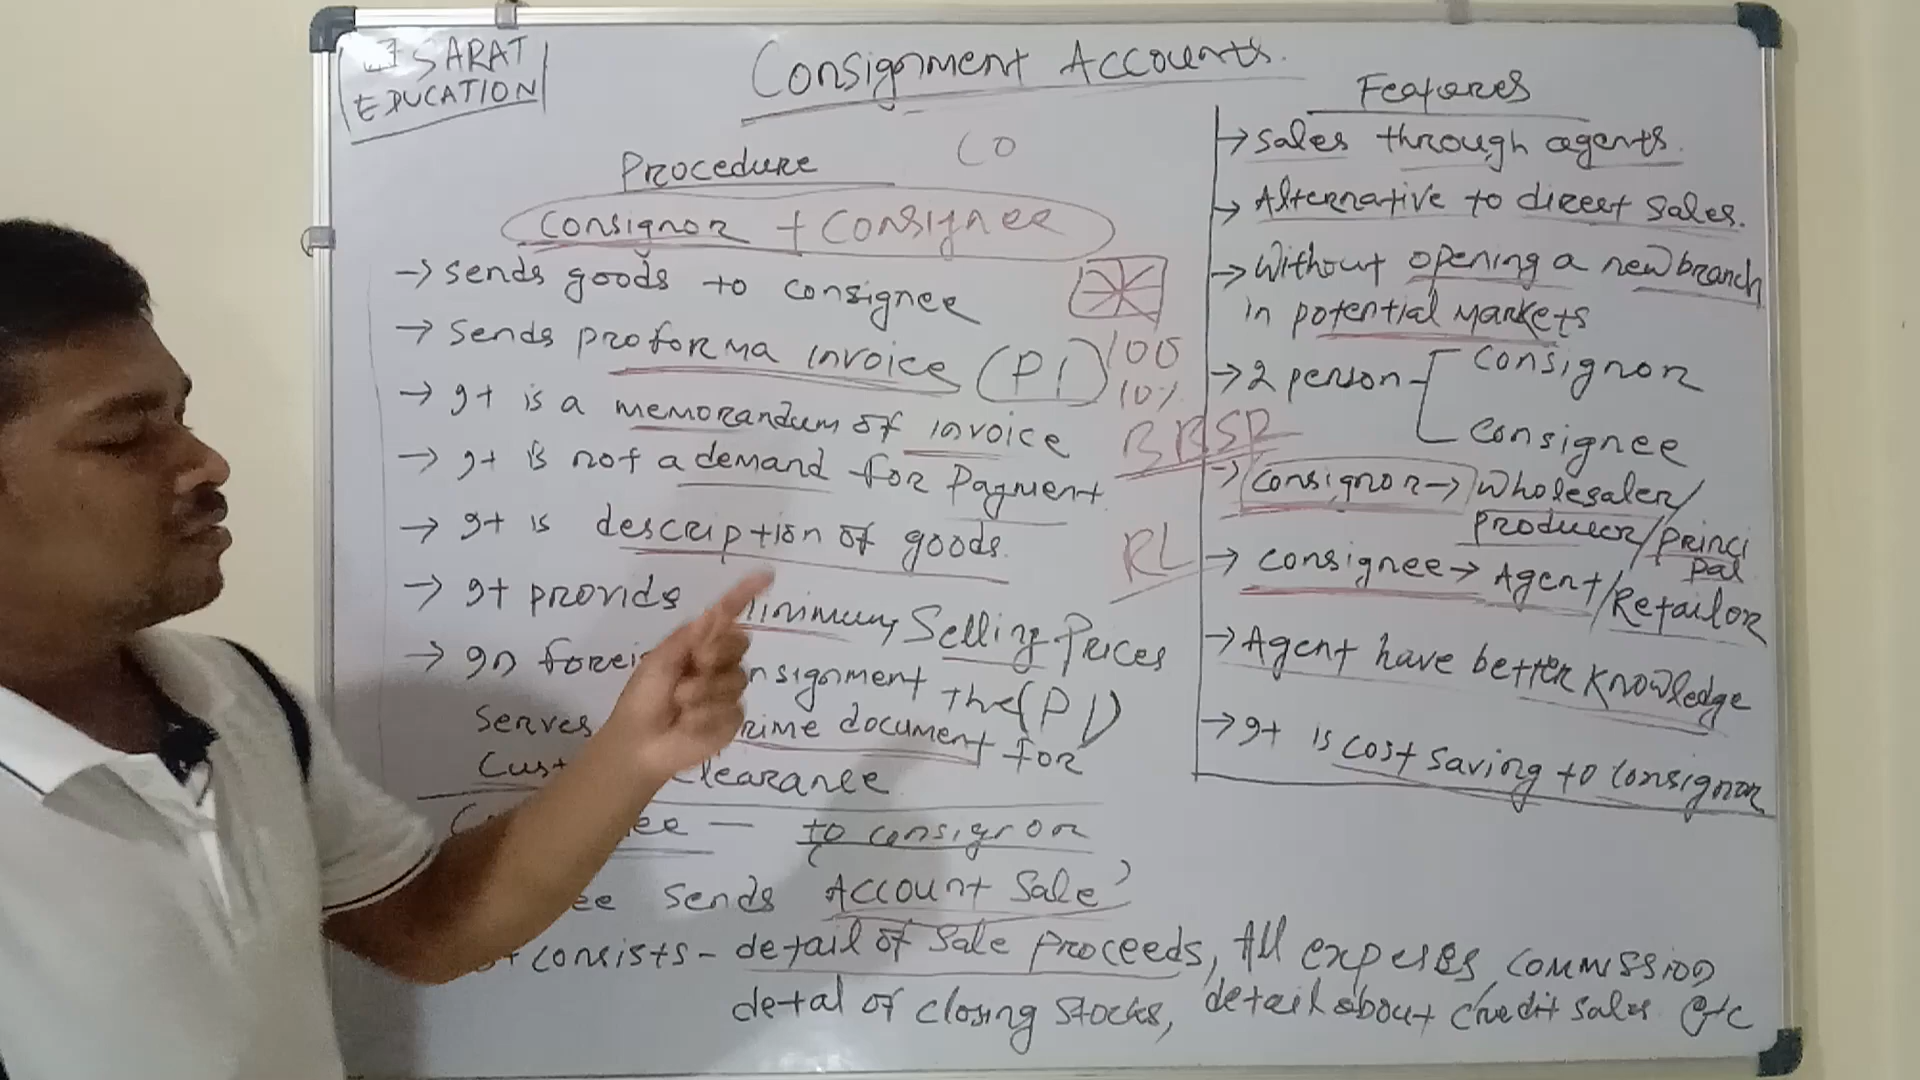 SARAT
EDUCATION
Consignment Accounts.
CO
Procedure
Consignor + Consignee
→ sends goods to consignee
→ sends proforma invoice (PI)
100
10%
→ It is a memorandum of invoice
→ It is not a demand for Payment
→ It is description of goods.
→ It provids minimum Selling Prices
→ In forei nsignment the (PI)
serves rime document for
Cust learance
ee — to consignor
ee sends Account Sale
consists - detail of sale proceeds, All expenses, commission
detal of closing stocks, detail about credit sales etc
RL
Features
→ Sales through agents.
→ Alternative to direct sales.
→ Without opening a new branch
in potential markets
→ 2 person - Consignor
Consignee
→ Consignor → Wholesaler/
producer/princi
pal
→ consignee → Agent/Retailor
→ Agent have better knowledge
→ It is cost saving to consignor